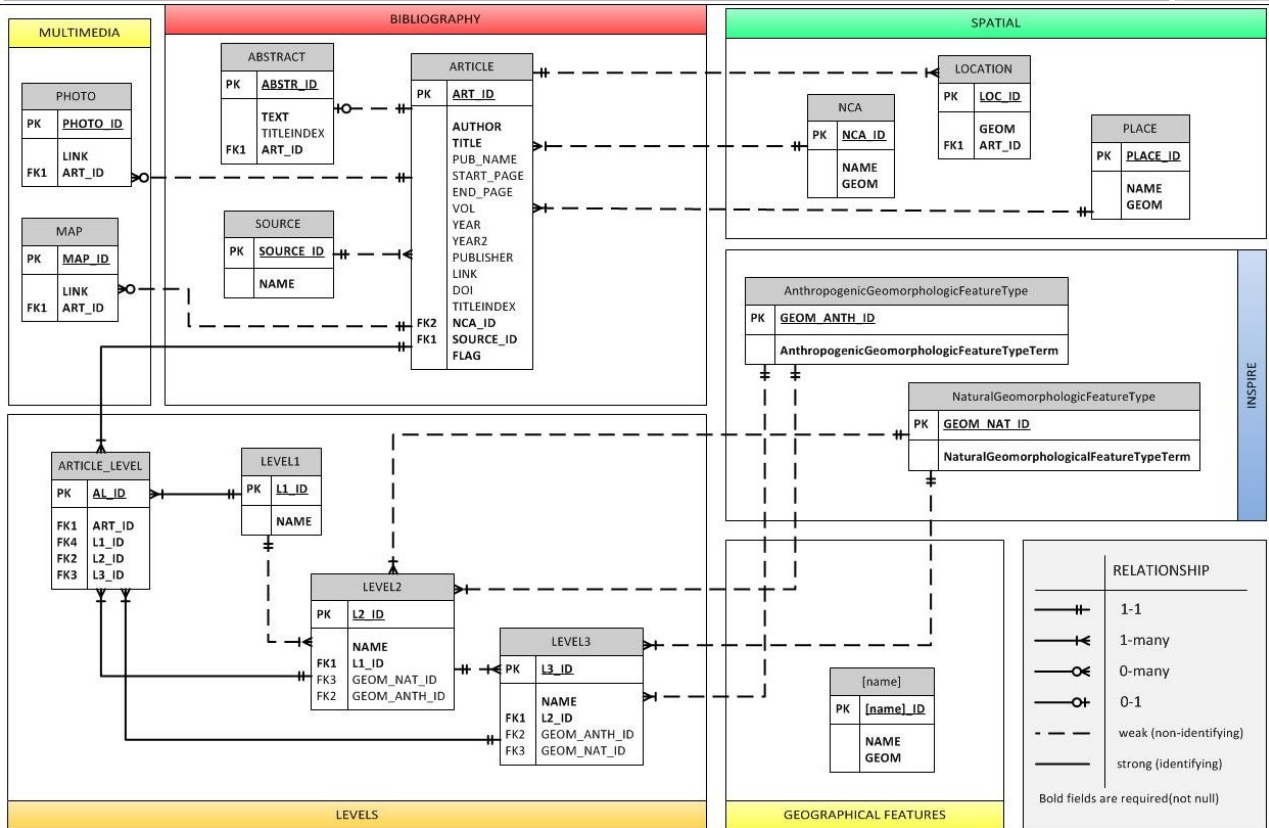 MULTIMEDIA
PHOTO
PK PHOTO_ID
LINK
FK1 ART_ID
MAP
PK MAP_ID
LINK
FK1 ART_ID
BIBLIOGRAPHY
ABSTRACT
PK ABSTR_ID
TEXT
TITLEINDEX
FK1 ART_ID
SOURCE
PK SOURCE_ID
NAME
ARTICLE
PK ART_ID
AUTHOR
TITLE
PUB_NAME
START_PAGE
END_PAGE
VOL
YEAR
YEAR2
PUBLISHER
LINK
DOI
TITLEINDEX
FK2 NCA_ID
FK1 SOURCE_ID
FLAG
SPATIAL
LOCATION
PK LOC_ID
GEOM
FK1 ART_ID
NCA
PK NCA_ID
NAME
GEOM
PLACE
PK PLACE_ID
NAME
GEOM
AnthropogenicGeomorphologicFeatureType
PK GEOM_ANTH_ID
AnthropogenicGeomorphologicFeatureTypeTerm
NaturalGeomorphologicFeatureType
PK GEOM_NAT_ID
NaturalGeomorphologicalFeatureTypeTerm
INSPIRE
ARTICLE_LEVEL
PK AL_ID
FK1 ART_ID
FK4 L1_ID
FK2 L2_ID
FK3 L3_ID
LEVEL1
PK L1_ID
NAME
LEVEL2
PK L2_ID
NAME
FK1 L1_ID
FK3 GEOM_NAT_ID
FK2 GEOM_ANTH_ID
LEVEL3
PK L3_ID
NAME
FK1 L2_ID
FK2 GEOM_ANTH_ID
FK3 GEOM_NAT_ID
LEVELS
[name]
PK [name]_ID
NAME
GEOM
GEOGRAPHICAL FEATURES
RELATIONSHIP
1-1
1-many
0-many
0-1
weak (non-identifying)
strong (identifying)
Bold fields are required(not null)